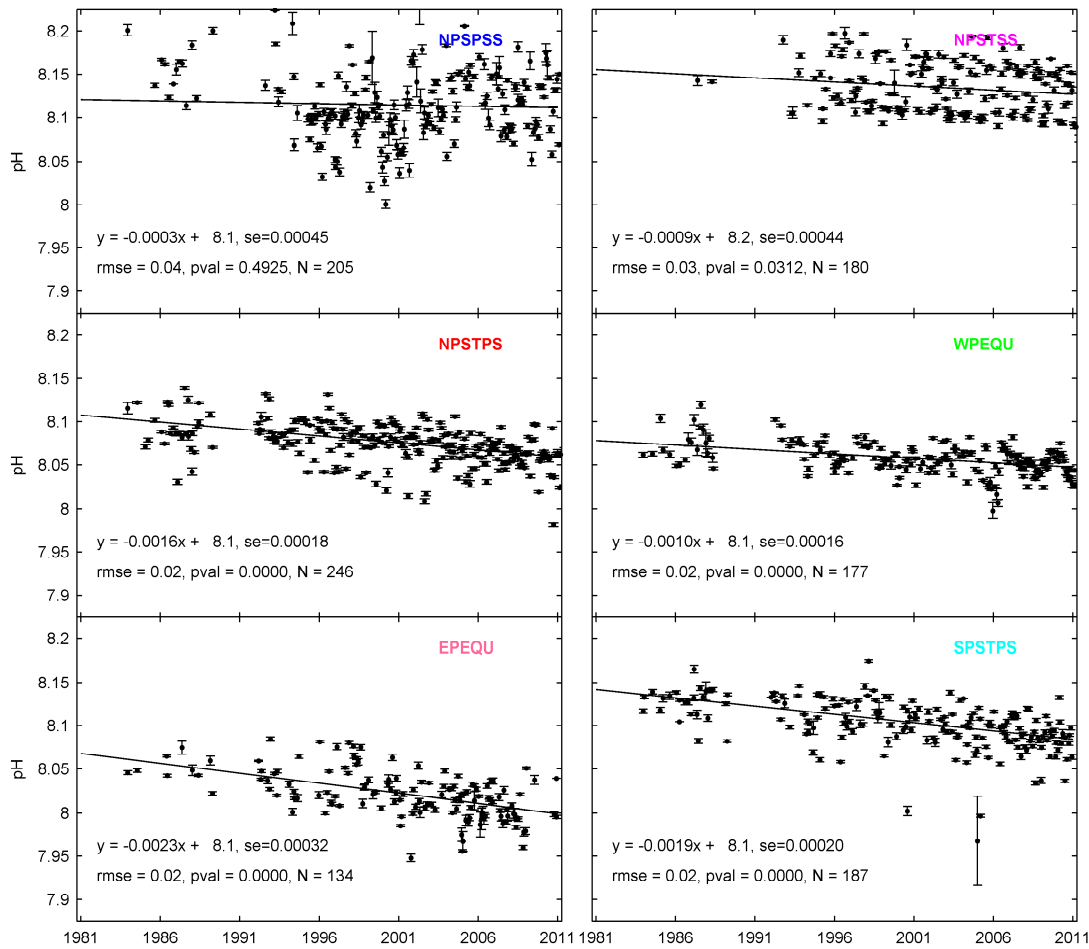 8.2
8.15
8.1
8.05
8
7.95
7.9
pH
NPSPSS
y = -0.0003x + 8.1, se=0.00045
rmse = 0.04, pval = 0.4925, N = 205
NPSTSS
y = -0.0009x + 8.2, se=0.00044
rmse = 0.03, pval = 0.0312, N = 180
8.2
8.15
8.1
8.05
8
7.95
7.9
pH
NPSTPS
y = -0.0016x + 8.1, se=0.00018
rmse = 0.02, pval = 0.0000, N = 246
WPEQU
y = -0.0010x + 8.1, se=0.00016
rmse = 0.02, pval = 0.0000, N = 177
8.2
8.15
8.1
8.05
8
7.95
7.9
pH
EPEQU
y = -0.0023x + 8.1, se=0.00032
rmse = 0.02, pval = 0.0000, N = 134
SPSTPS
y = -0.0019x + 8.1, se=0.00020
rmse = 0.02, pval = 0.0000, N = 187
1981 1986 1991 1996 2001 2006 2011
1981 1986 1991 1996 2001 2006 2011